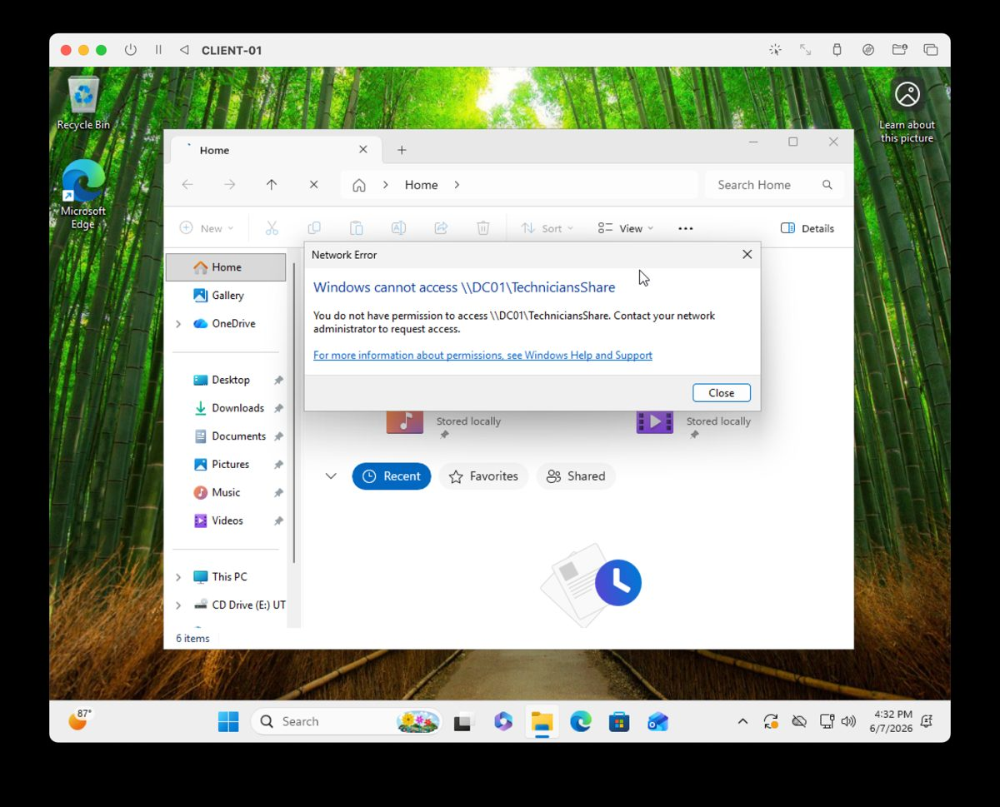 CLIENT-01
Recycle Bin
Learn about
this picture
Microsoft
Edge
Home
Home
Search Home
New
Sort
View
Details
Home
Gallery
OneDrive
Desktop
Downloads
Documents
Pictures
Music
Videos
This PC
CD Drive (E:) UT
Network Error
Windows cannot access \\DC01\TechniciansShare
You do not have permission to access \\DC01\TechniciansShare. Contact your network
administrator to request access.
For more information about permissions, see Windows Help and Support
Close
Stored locally
Stored locally
Recent
Favorites
Shared
6 items
87°
Search
4:32 PM
6/7/2026